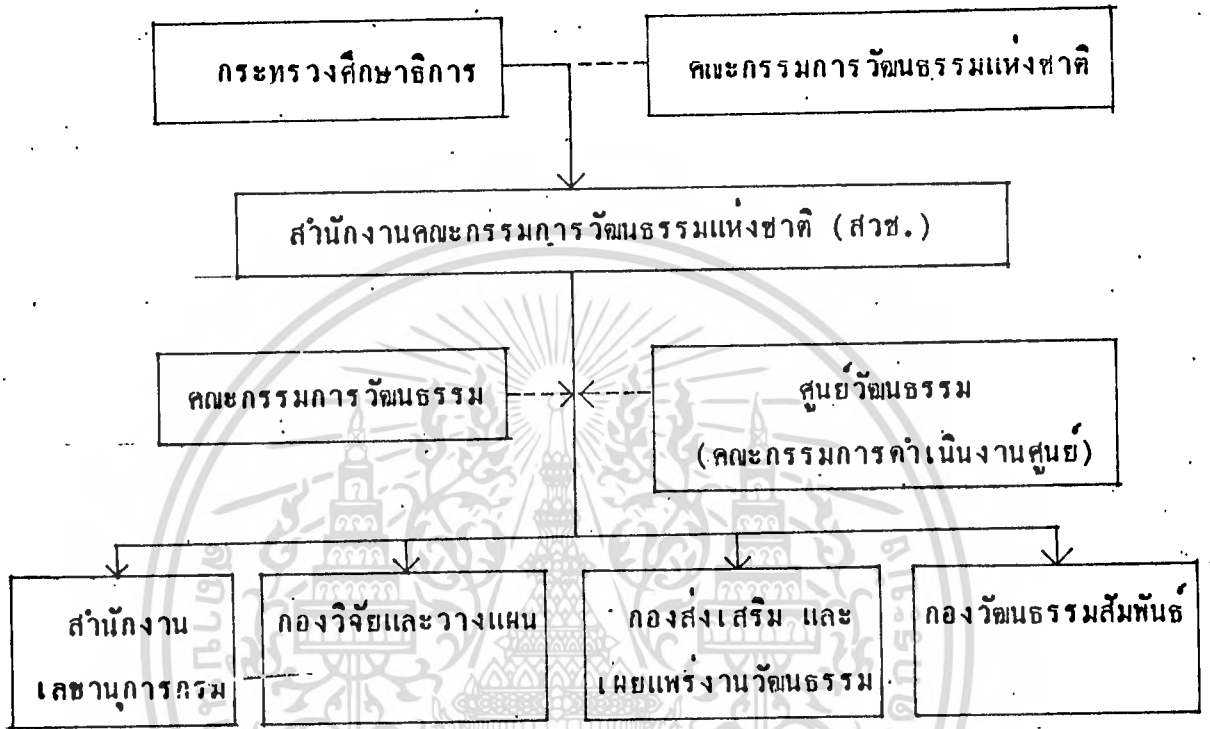 กระทรวงศึกษาธิการ
คณะกรรมการวัฒนธรรมแห่งชาติ
สำนักงานคณะกรรมการวัฒนธรรมแห่งชาติ (สวช.)
คณะกรรมการวัฒนธรรม
ศูนย์วัฒนธรรม
(คณะกรรมการดำเนินงานศูนย์)
สำนักงาน
เลขานุการกรม
กองวิจัยและวางแผน
กองส่งเสริม และ
เผยแพร่งานวัฒนธรรม
กองวัฒนธรรมสัมพันธ์